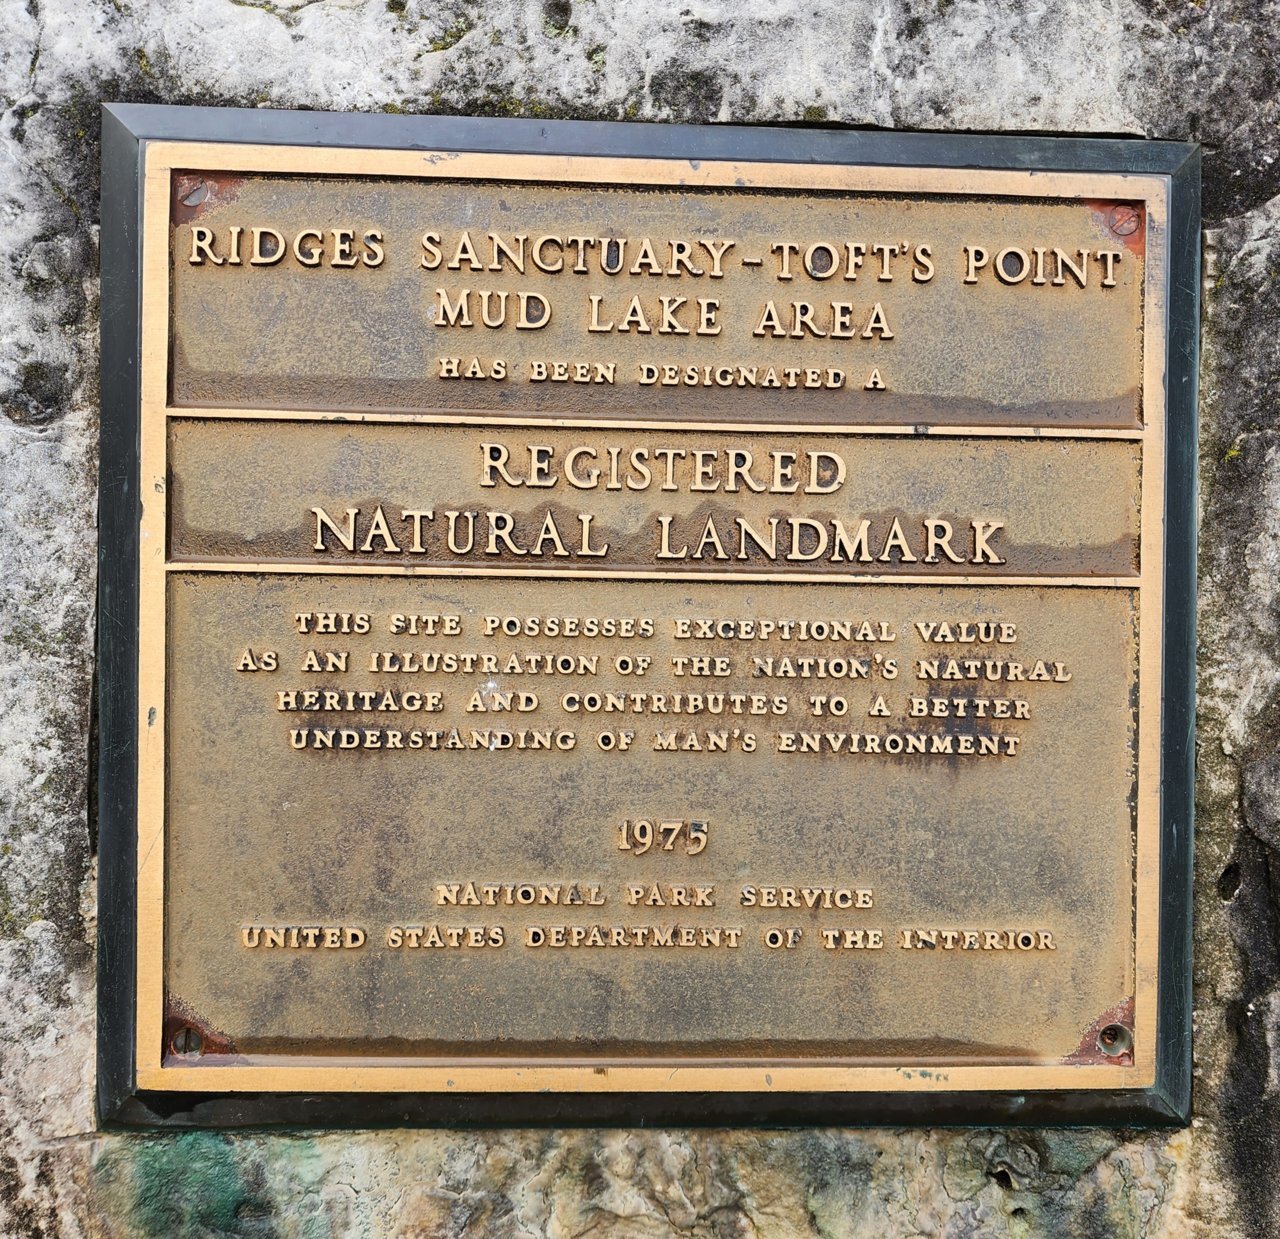 RIDGES SANCTUARY-TOFT'S POINT
MUD LAKE AREA
HAS BEEN DESIGNATED A
REGISTERED
NATURAL LANDMARK
THIS SITE POSSESSES EXCEPTIONAL VALUE
AS AN ILLUSTRATION OF THE NATION'S NATURAL
HERITAGE AND CONTRIBUTES TO A BETTER
UNDERSTANDING OF MAN'S ENVIRONMENT
1975
NATIONAL PARK SERVICE
UNITED STATES DEPARTMENT OF THE INTERIOR